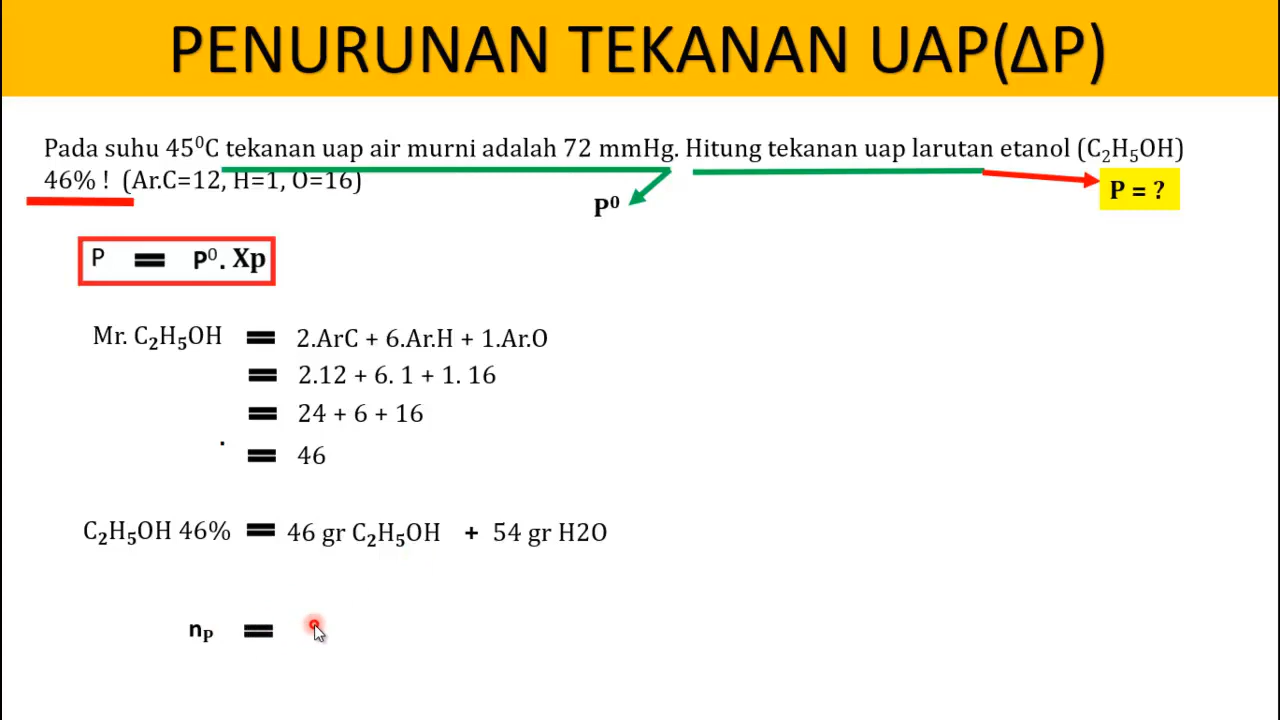 PENURUNAN TEKANAN UAP(ΔP)
Pada suhu 45⁰C tekanan uap air murni adalah 72 mmHg. Hitung tekanan uap larutan etanol (C₂H₅OH)
46% ! (Ar.C=12, H=1, O=16)
P⁰
P = ?
P = P⁰. Xp
Mr. C₂H₅OH = 2.ArC + 6.Ar.H + 1.Ar.O
= 2.12 + 6. 1 + 1. 16
= 24 + 6 + 16
.
= 46
C₂H₅OH 46% = 46 gr C₂H₅OH + 54 gr H2O
nₚ =